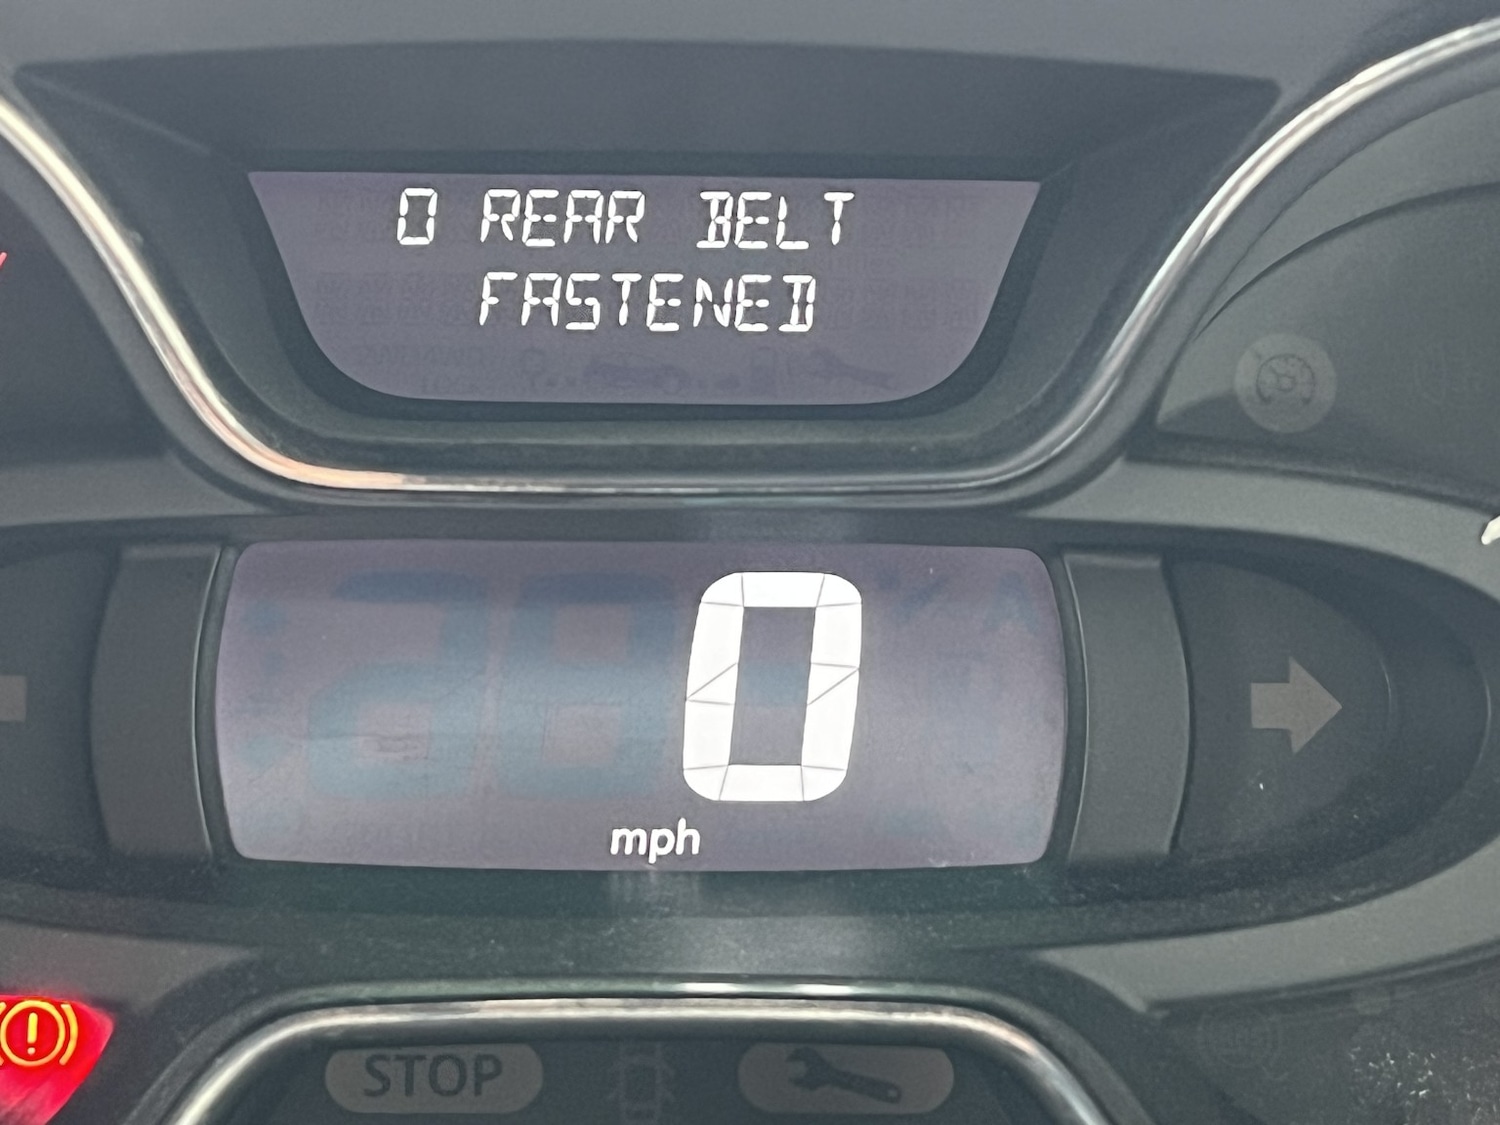 0 REAR BELT
FASTENED
0
mph
!
STOP